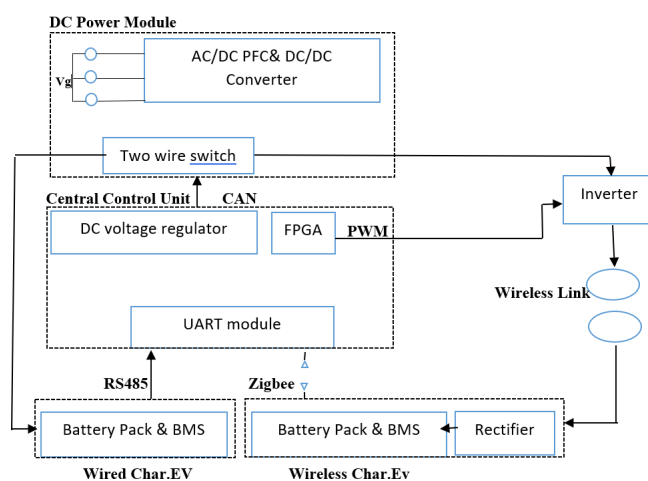 DC Power Module
AC/DC PFC& DC/DC
Converter
Vg
Two wire switch
Central Control Unit CAN
DC voltage regulator
FPGA
PWM
Inverter
Wireless Link
UART module
RS485
Zigbee
Battery Pack & BMS
Battery Pack & BMS
Rectifier
Wired Char.EV
Wireless Char.Ev